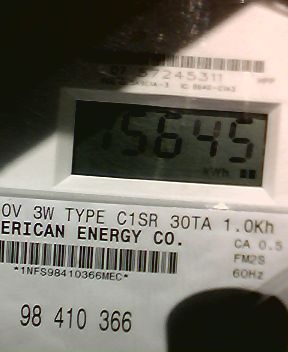 37245311
5645
kWh
0V 3W TYPE C1SR 30TA 1.0Kh
ERICAN ENERGY CO.
CA 0.5
*1NFS98410366MEC*
FM2S
60Hz
98 410 366